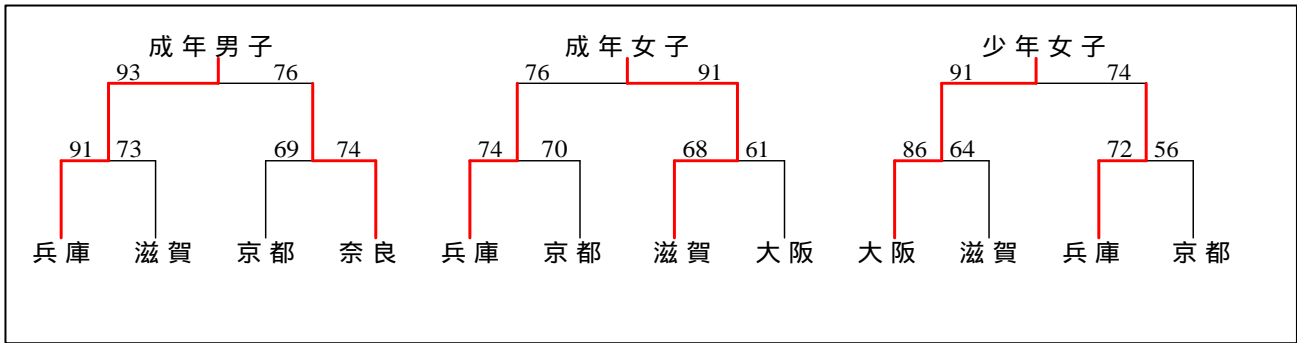 成年男子 成年女子 少年女子
93 76 76 91 91 74
91 73 69 74 74 70 68 61 86 64 72 56
兵庫 滋賀 京都 奈良 兵庫 京都 滋賀 大阪 大阪 滋賀 兵庫 京都